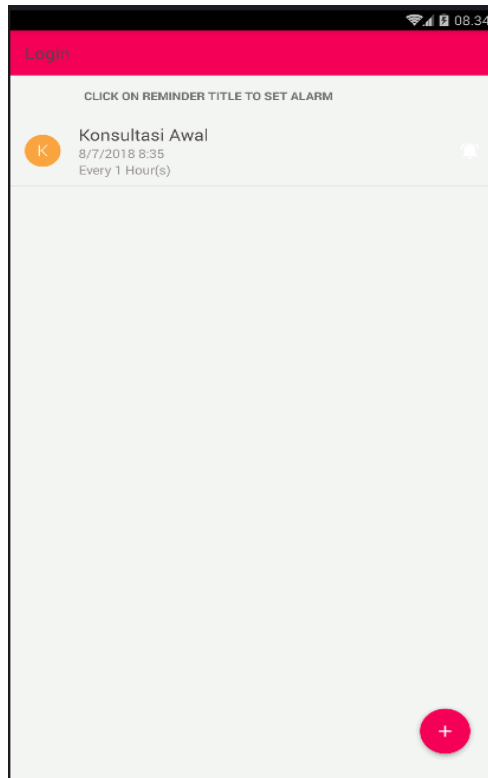 08.34
Login
CLICK ON REMINDER TITLE TO SET ALARM
K
Konsultasi Awal
8/7/2018 8:35
Every 1 Hour(s)
+